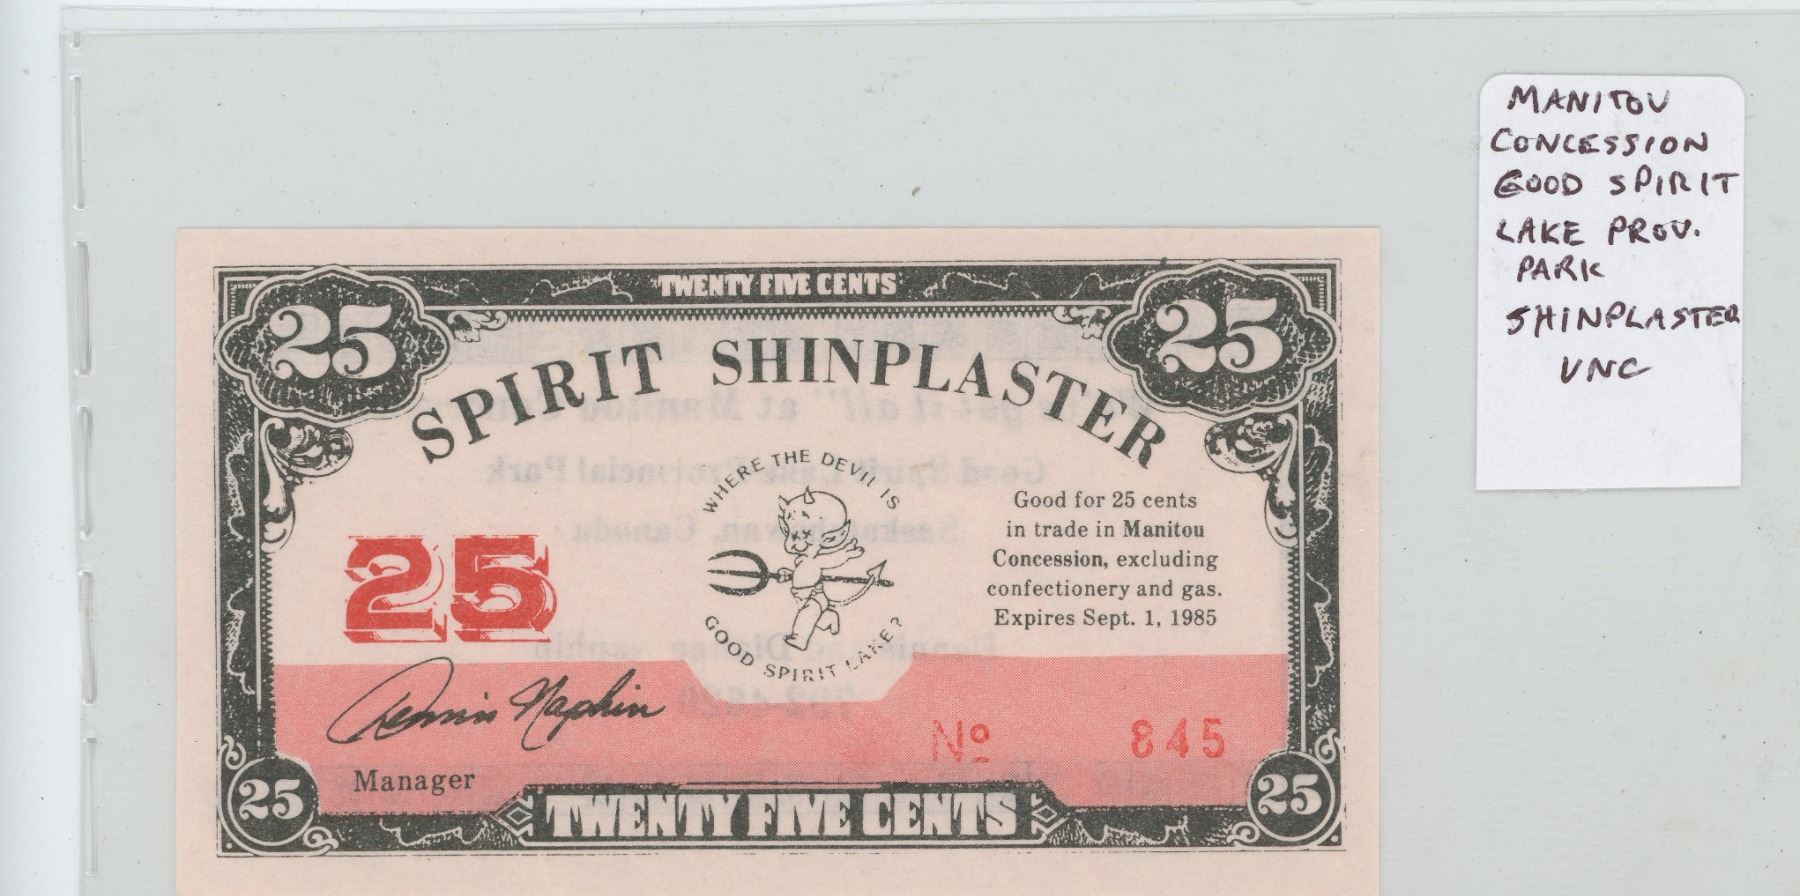 MANITOU
CONCESSION
GOOD SPIRIT
LAKE PROV.
PARK
SHINPLASTER
UNC
TWENTY FIVE CENTS
25 25
SPIRIT SHINPLASTER
WHERE THE DEVIL IS
GOOD SPIRIT LAKE?
Good for 25 cents
in trade in Manitou
Concession, excluding
confectionery and gas.
Expires Sept. 1, 1985
25
Dennis Naphin
Manager
No 845
25 25
TWENTY FIVE CENTS